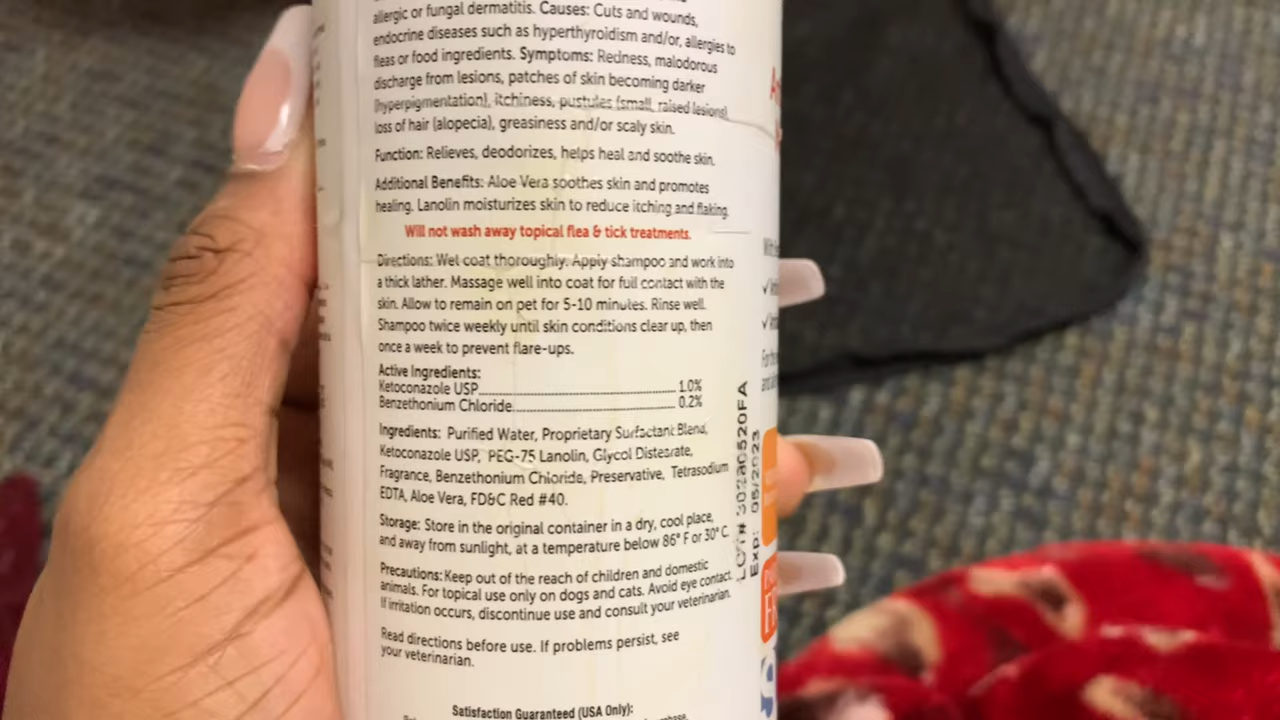 allergic or fungal dermatitis. Causes: Cuts and wounds,
endocrine diseases such as hyperthyroidism and/or, allergies to
fleas or food ingredients. Symptoms: Redness, malodorous
discharge from lesions, patches of skin becoming darker
(hyperpigmentation), itchiness, pustules (small, raised lesions),
loss of hair (alopecia), greasiness and/or scaly skin.
Function: Relieves, deodorizes, helps heal and soothe skin.
Additional Benefits: Aloe Vera soothes skin and promotes
healing. Lanolin moisturizes skin to reduce itching and flaking.
Will not wash away topical flea & tick treatments.
Directions: Wet coat thoroughly. Apply shampoo and work into
a thick lather. Massage well into coat for full contact with the
skin. Allow to remain on pet for 5-10 minutes. Rinse well.
Shampoo twice weekly until skin conditions clear up, then
once a week to prevent flare-ups.
Active Ingredients:
Ketoconazole USP 1.0%
Benzethonium Chloride 0.2%
Ingredients: Purified Water, Proprietary Surfactant Blend,
Ketoconazole USP, PEG-75 Lanolin, Glycol Distearate,
Fragrance, Benzethonium Chloride, Preservative, Tetrasodium
EDTA, Aloe Vera, FD&C Red #40.
Storage: Store in the original container in a dry, cool place,
and away from sunlight, at a temperature below 86° F or 30° C.
Precautions: Keep out of the reach of children and domestic
animals. For topical use only on dogs and cats. Avoid eye contact.
If irritation occurs, discontinue use and consult your veterinarian.
Read directions before use. If problems persist, see
your veterinarian.
Satisfaction Guaranteed (USA Only):
Exp: 05/2023